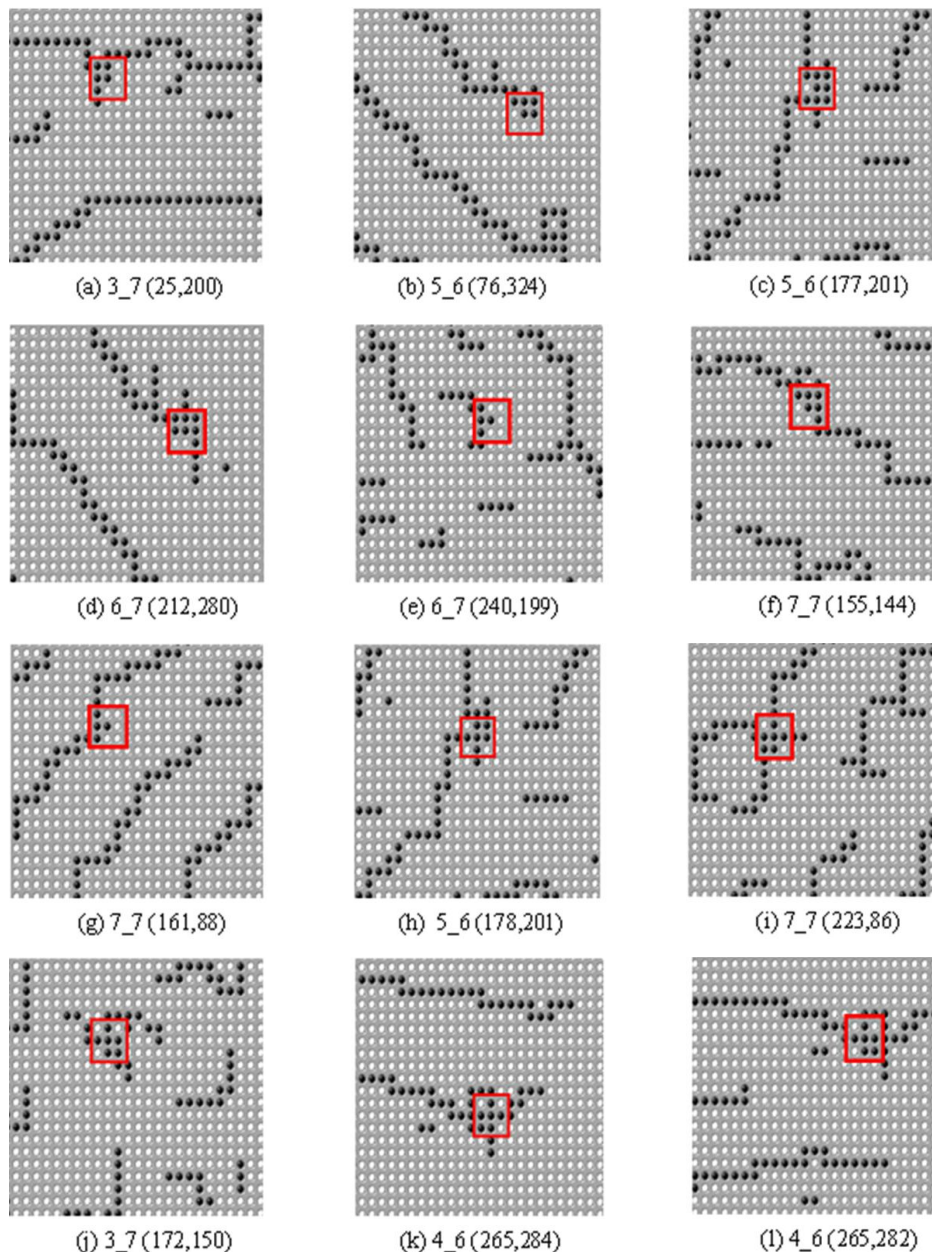 (a) 3_7 (25,200)
(b) 5_6 (76,324)
(c) 5_6 (177,201)
(d) 6_7 (212,280)
(e) 6_7 (240,199)
(f) 7_7 (155,144)
(g) 7_7 (161,88)
(h) 5_6 (178,201)
(i) 7_7 (223,86)
(j) 3_7 (172,150)
(k) 4_6 (265,284)
(l) 4_6 (265,282)